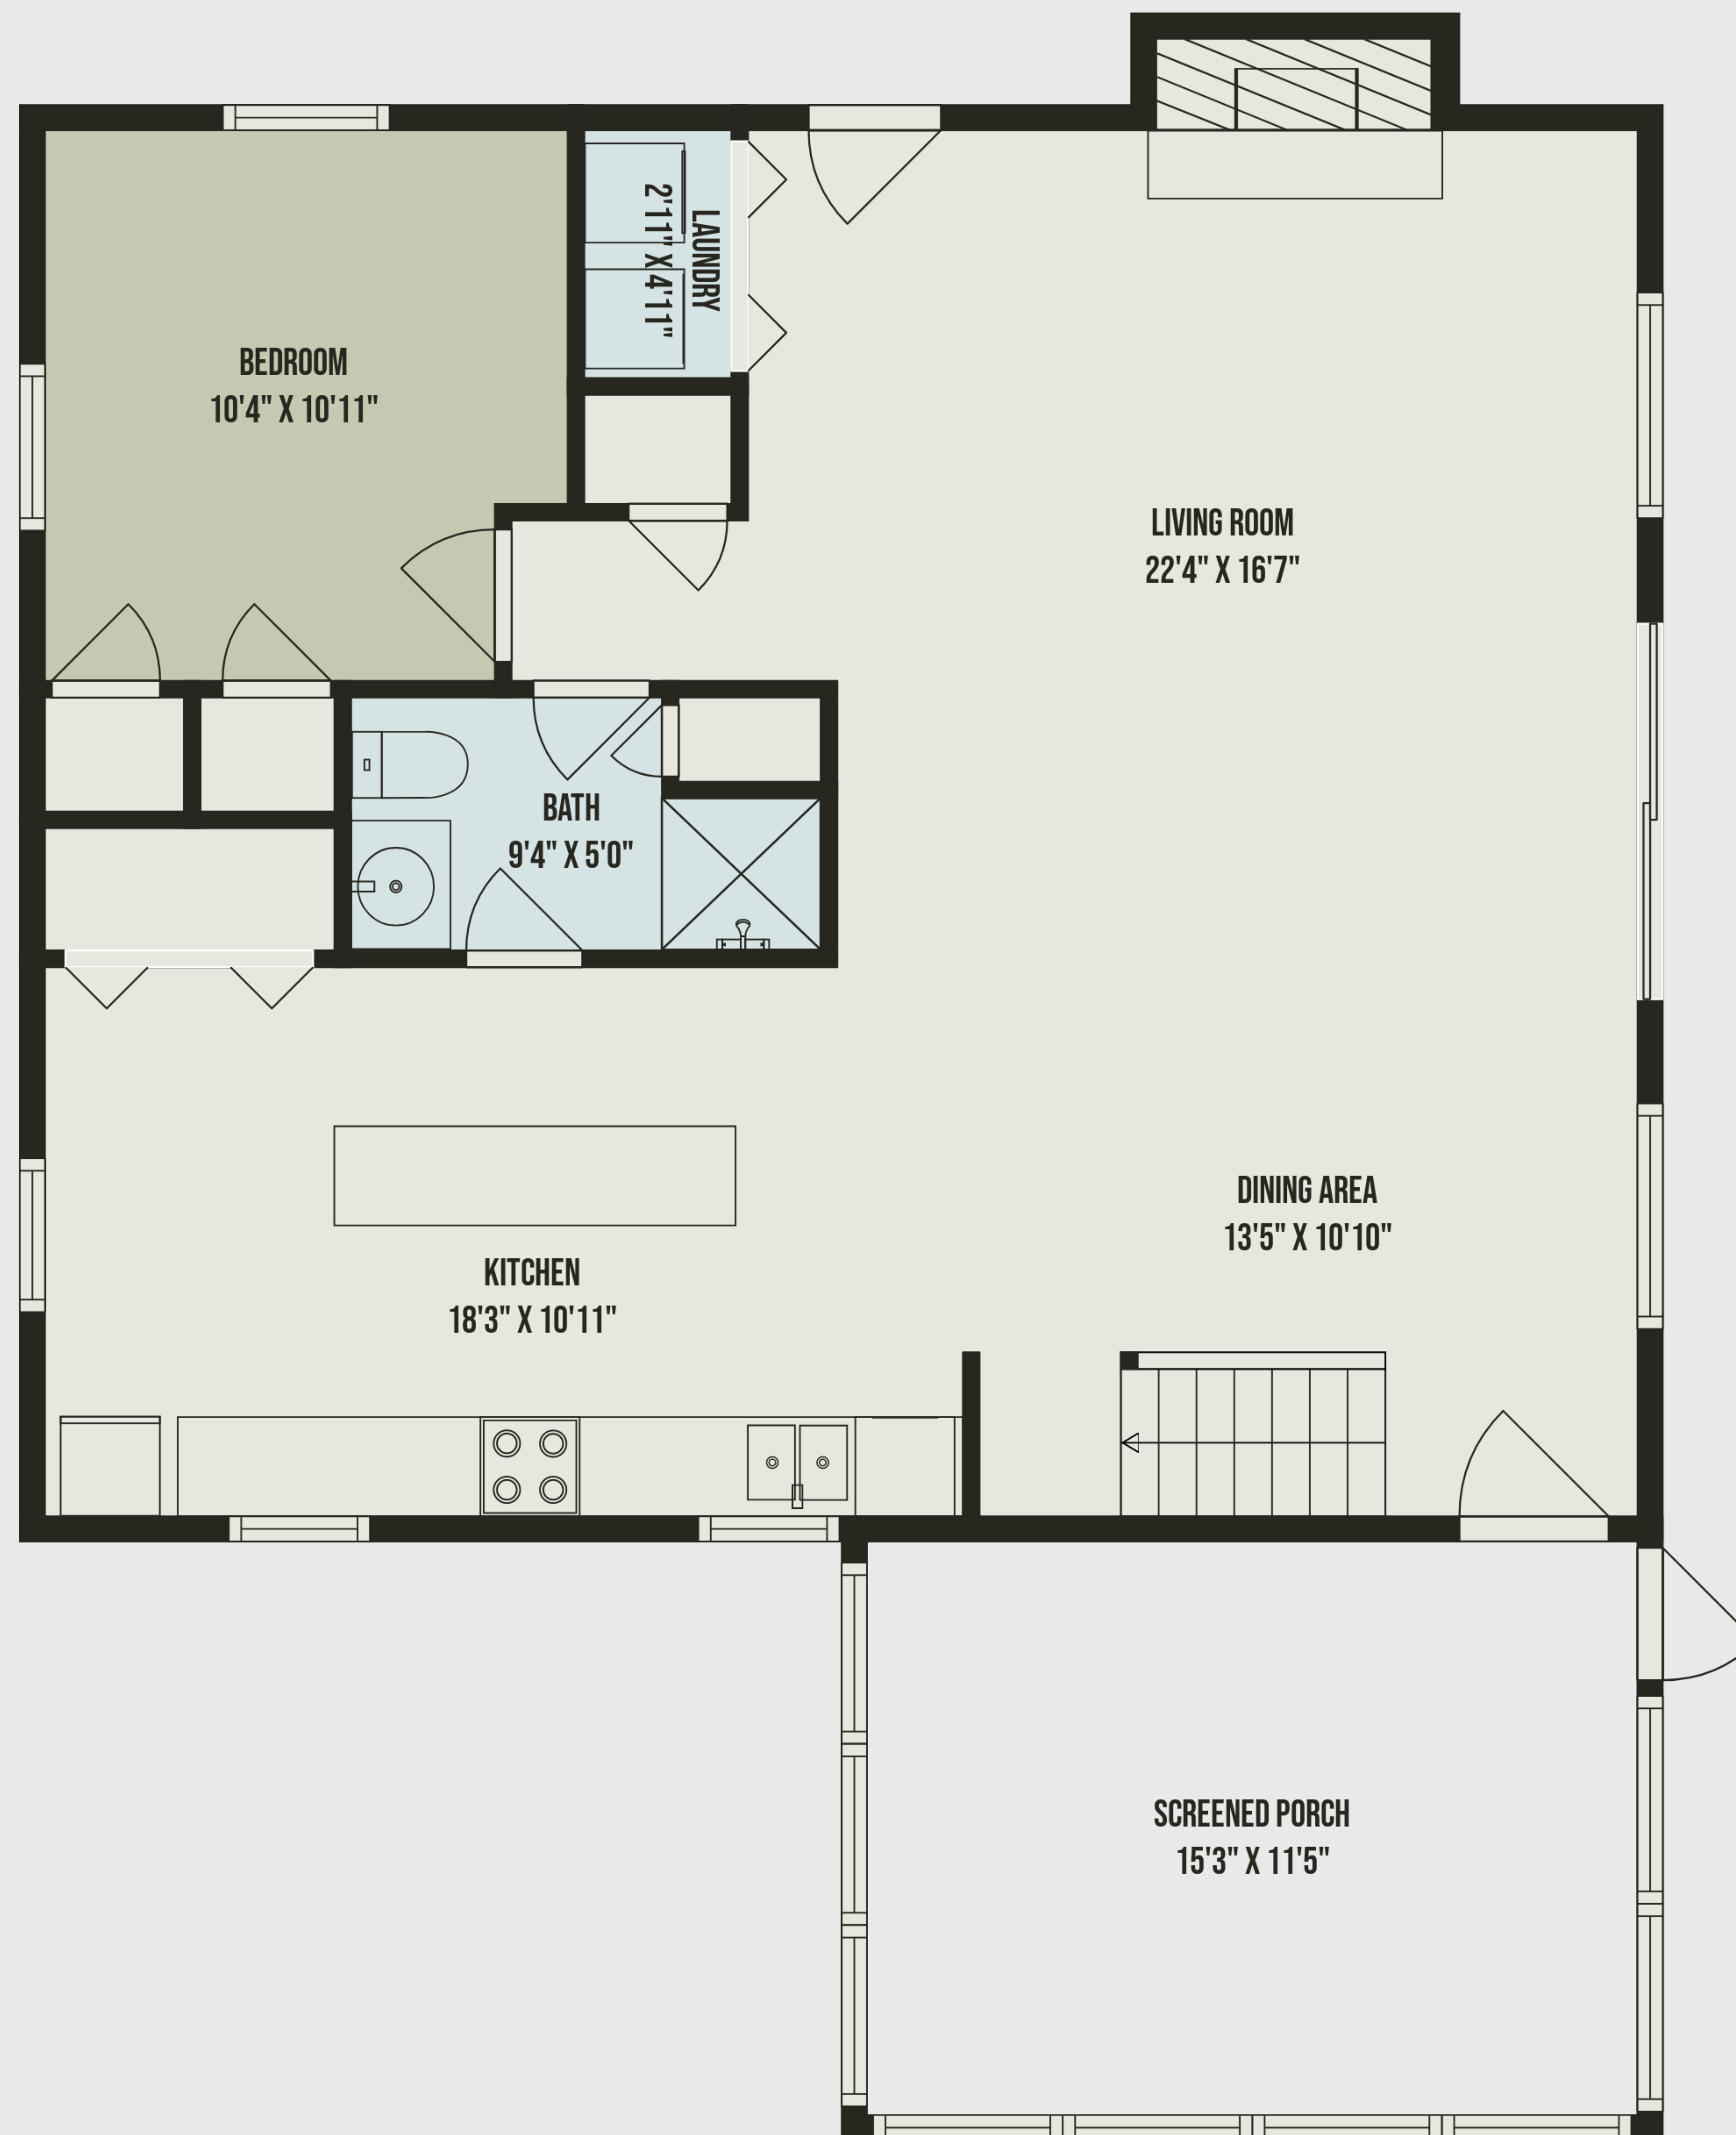 LAUNDRY
2'11" X 4'11"
BEDROOM
10'4" X 10'11"
LIVING ROOM
22'4" X 16'7"
BATH
9'4" X 5'0"
DINING AREA
13'5" X 10'10"
KITCHEN
18'3" X 10'11"
SCREENED PORCH
15'3" X 11'5"